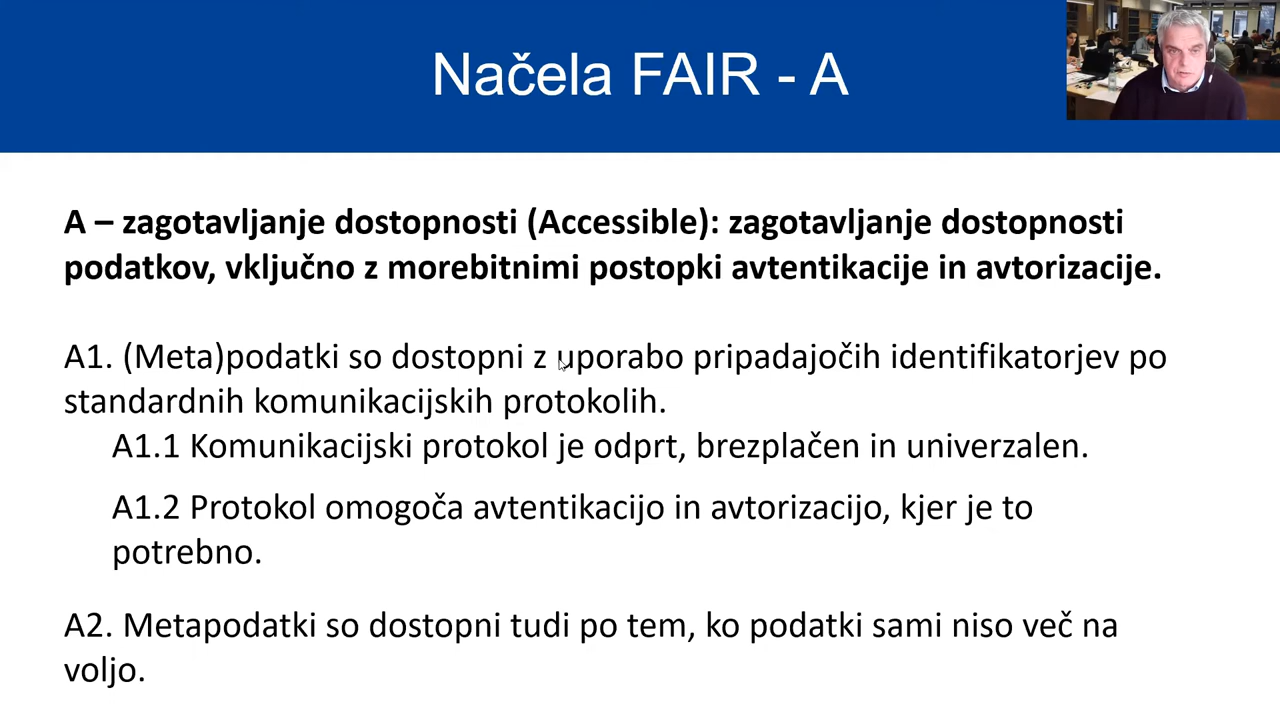 Načela FAIR - A
A – zagotavljanje dostopnosti (Accessible): zagotavljanje dostopnosti
podatkov, vključno z morebitnimi postopki avtentikacije in avtorizacije.
A1. (Meta)podatki so dostopni z uporabo pripadajočih identifikatorjev po
standardnih komunikacijskih protokolih.
A1.1 Komunikacijski protokol je odprt, brezplačen in univerzalen.
A1.2 Protokol omogoča avtentikacijo in avtorizacijo, kjer je to
potrebno.
A2. Metapodatki so dostopni tudi po tem, ko podatki sami niso več na
voljo.